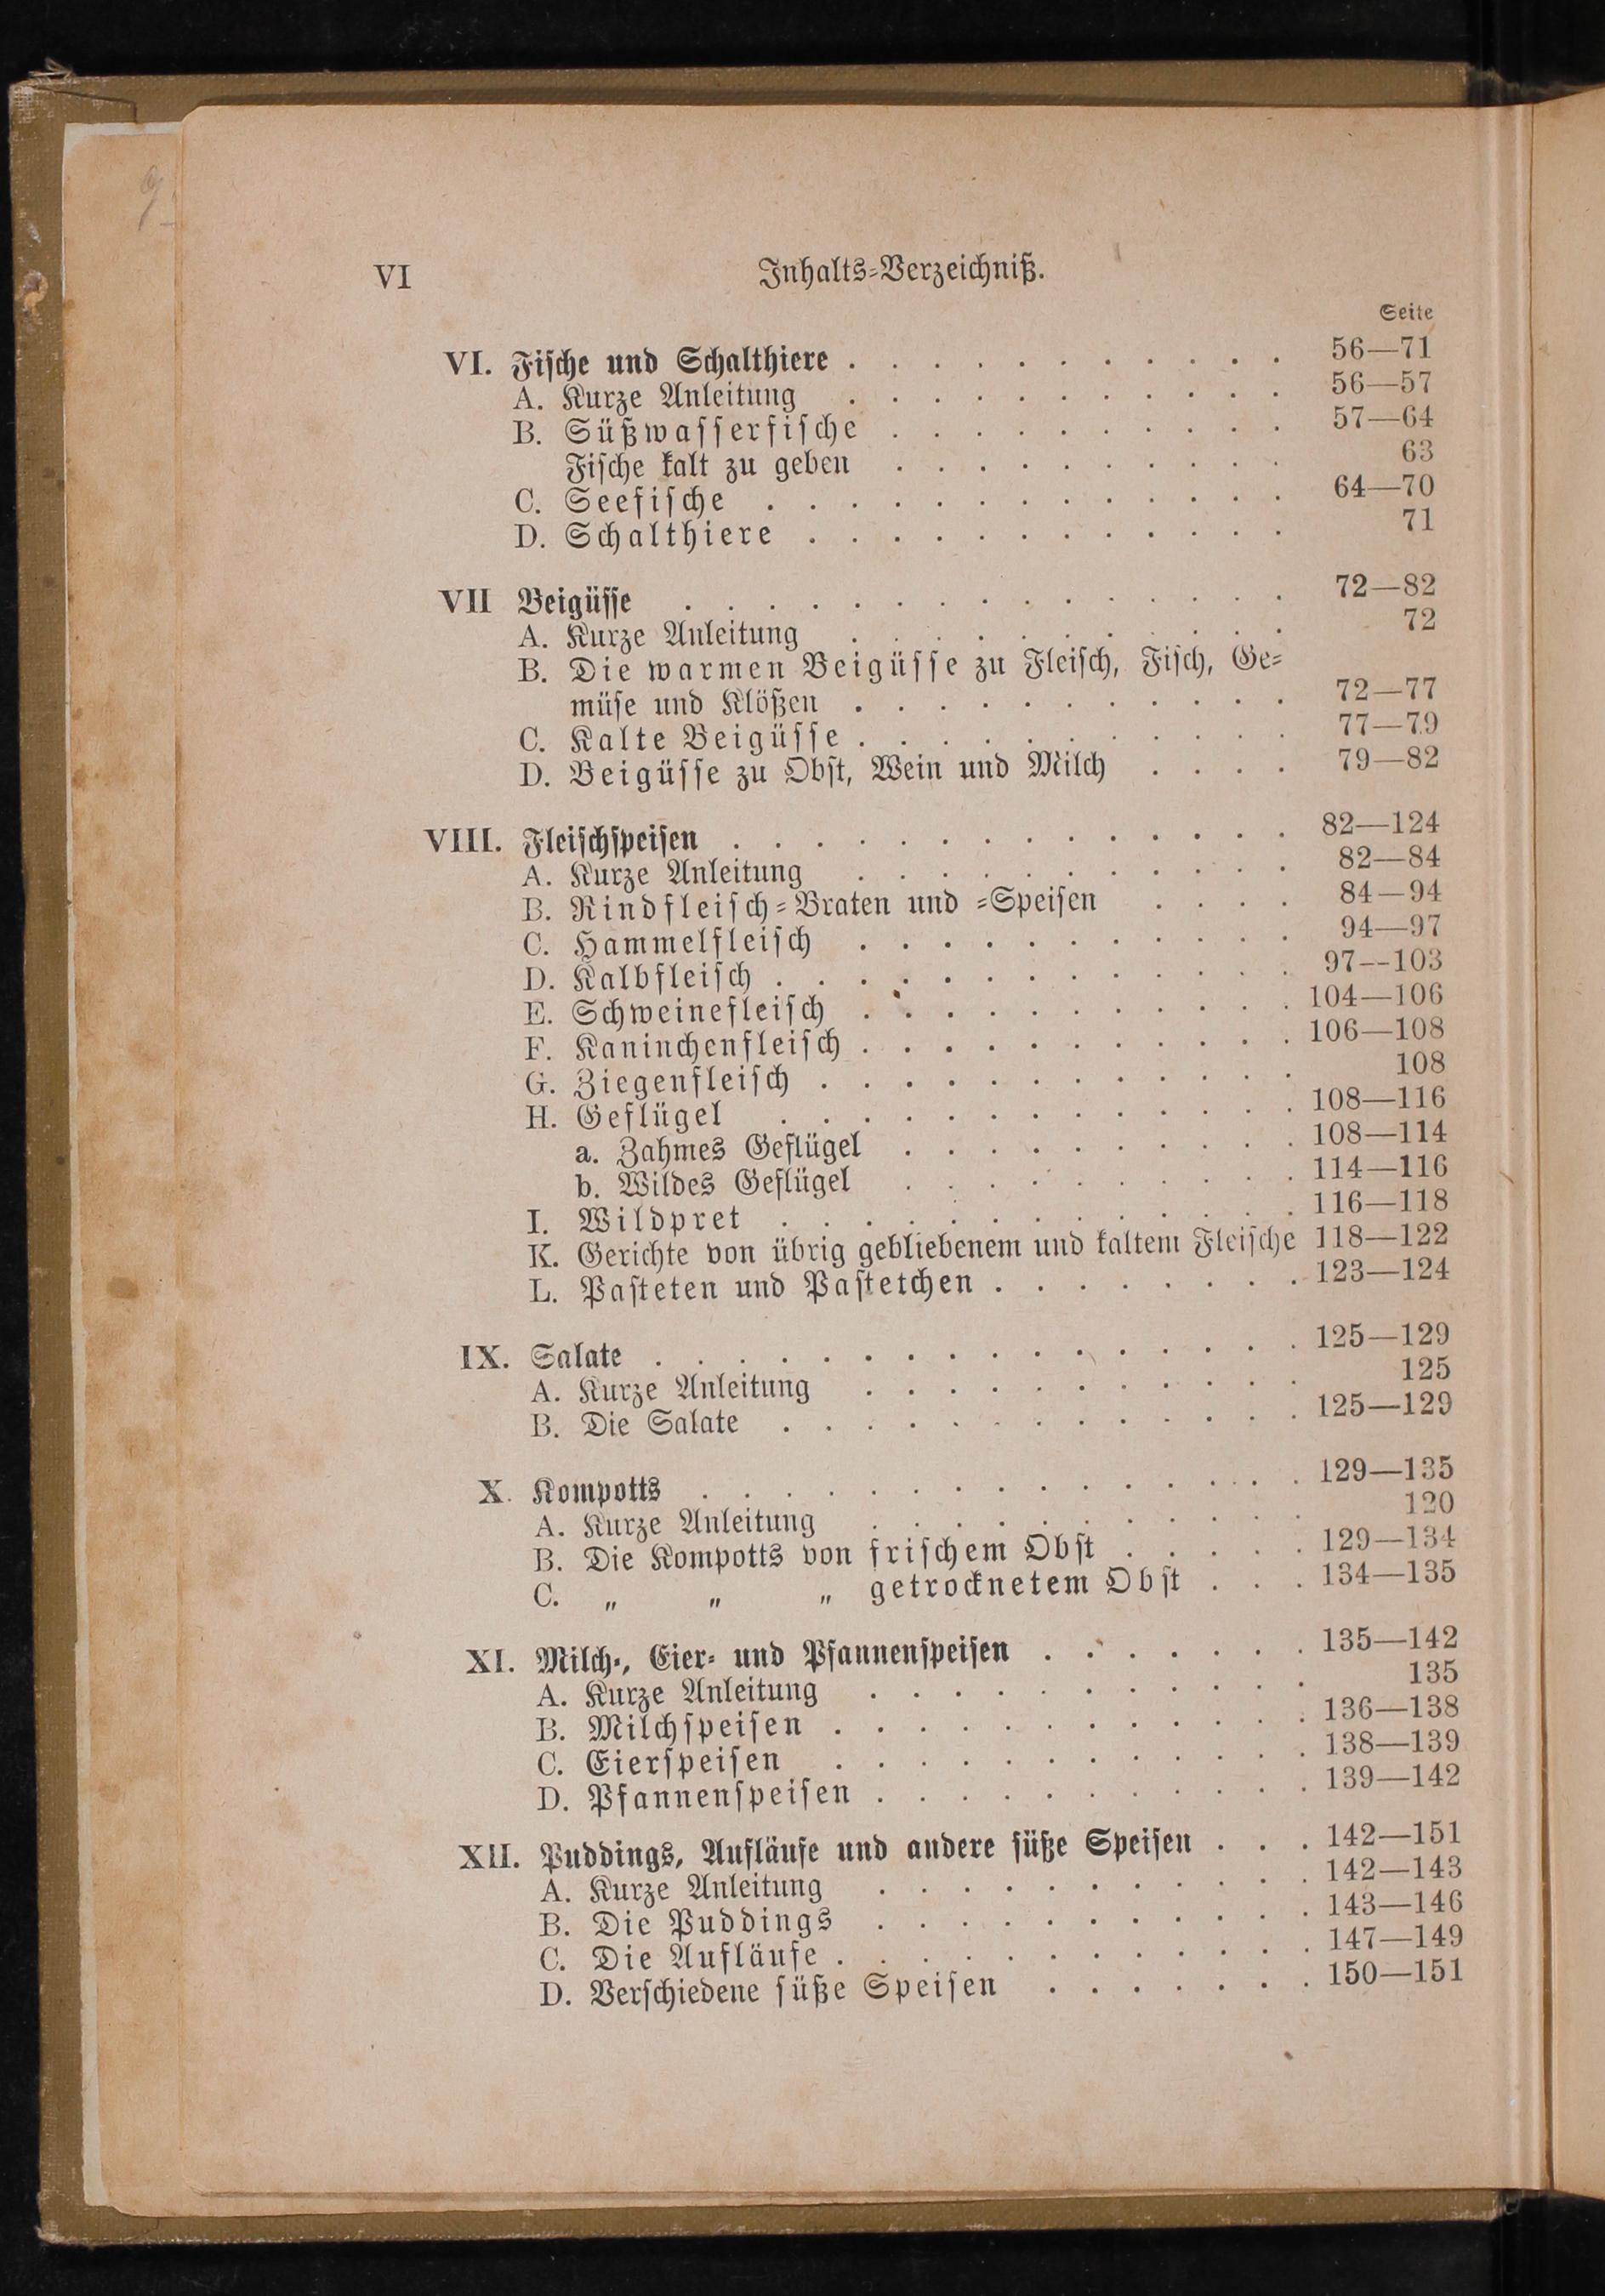 VI Inhalts-Verzeichniß.
Seite
VI. Fische und Schalthiere . . . . . . . . . . . 56—71
A. Kurze Anleitung . . . . . . . . . . . 56—57
B. Süßwasserfische . . . . . . . . . . 57—64
Fische kalt zu geben . . . . . . . . . . 63
C. Seefische . . . . . . . . . . . . . 64—70
D. Schalthiere . . . . . . . . . . . . 71
VII Beigüsse . . . . . . . . . . . . . . . 72—82
A. Kurze Anleitung . . . . . . . . . . . 72
B. Die warmen Beigüsse zu Fleisch, Fisch, Ge-
müse und Klößen . . . . . . . . . . . 72—77
C. Kalte Beigüsse . . . . . . . . . . . 77—79
D. Beigüsse zu Obst, Wein und Milch . . . . 79—82
VIII. Fleischspeisen . . . . . . . . . . . . . . 82—124
A. Kurze Anleitung . . . . . . . . . . . 82—84
B. Rindfleisch-Braten und -Speisen . . . . 84—94
C. Hammelfleisch . . . . . . . . . . . 94—97
D. Kalbfleisch . . . . . . . . . . . . . 97--103
E. Schweinefleisch . . . . . . . . . . . 104—106
F. Kaninchenfleisch . . . . . . . . . . . 106—108
G. Ziegenfleisch . . . . . . . . . . . . 108
H. Geflügel . . . . . . . . . . . . . 108—116
a. Zahmes Geflügel . . . . . . . . . . 108—114
b. Wildes Geflügel . . . . . . . . . . 114—116
I. Wildpret . . . . . . . . . . . . . 116—118
K. Gerichte von übrig gebliebenem und kaltem Fleische 118—122
L. Pasteten und Pastetchen . . . . . . . . 123—124
IX. Salate . . . . . . . . . . . . . . . . 125—129
A. Kurze Anleitung . . . . . . . . . . . 125
B. Die Salate . . . . . . . . . . . . . 125—129
X. Kompotts . . . . . . . . . . . . . . . 129—135
A. Kurze Anleitung . . . . . . . . . . . 120
B. Die Kompotts von frischem Obst . . . . . 129—134
C. „ „ „ getrocknetem Obst . . . 134—135
XI. Milch-, Eier- und Pfannenspeisen . . . . . . . 135—142
A. Kurze Anleitung . . . . . . . . . . . 135
B. Milchspeisen . . . . . . . . . . . . 136—138
C. Eierspeisen . . . . . . . . . . . . 138—139
D. Pfannenspeisen . . . . . . . . . . . 139—142
XII. Puddings, Aufläufe und andere süße Speisen . . . 142—151
A. Kurze Anleitung . . . . . . . . . . . 142—143
B. Die Puddings . . . . . . . . . . . 143—146
C. Die Aufläufe . . . . . . . . . . . . 147—149
D. Verschiedene süße Speisen . . . . . . . 150—151